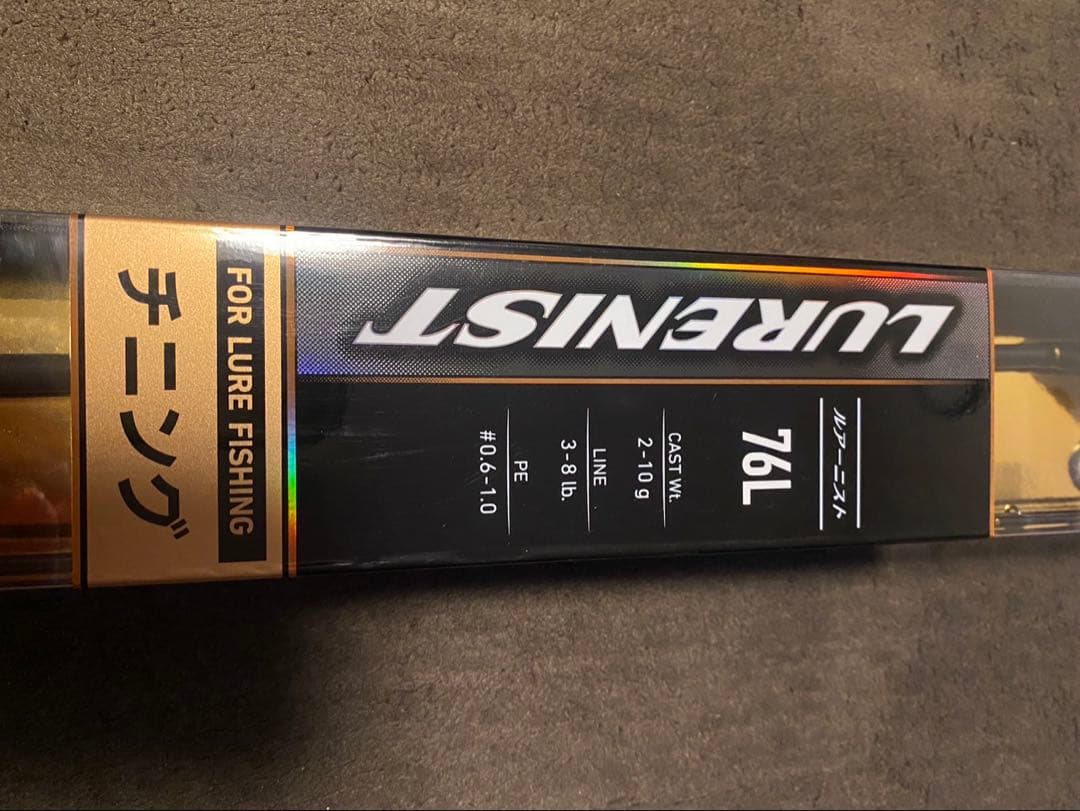 LURENIST
ルアーニスト
76L
CAST Wt.
2-10 g
LINE
3-8 lb.
PE
#0.6-1.0
FOR LURE FISHING
チニング